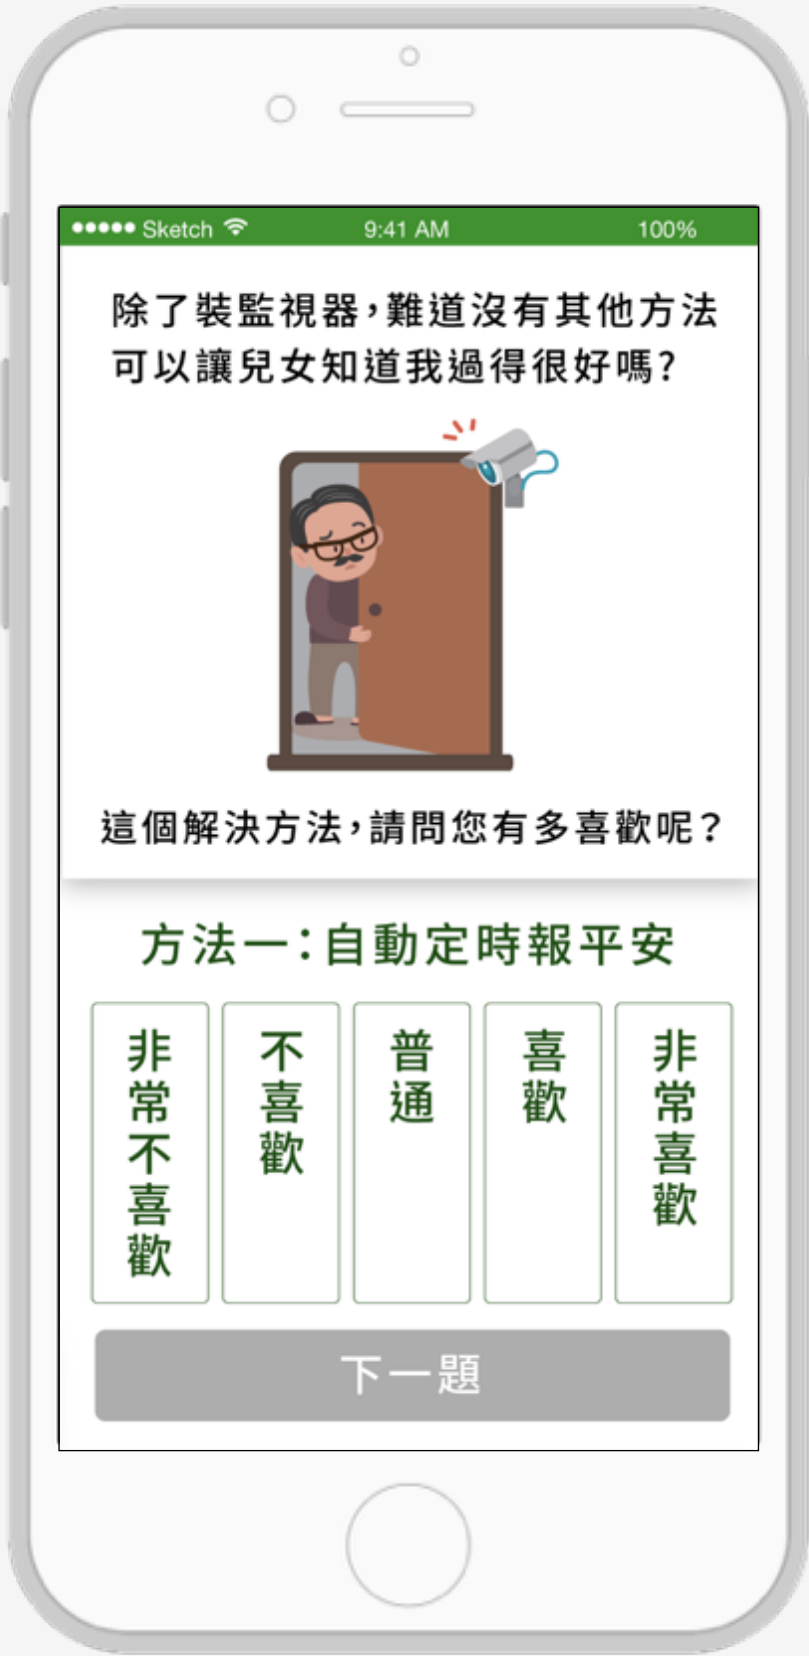 Sketch 9:41 AM 100%
除了裝監視器，難道沒有其他方法
可以讓兒女知道我過得很好嗎？
這個解決方法，請問您有多喜歡呢？
方法一：自動定時報平安
非常不喜歡
不喜歡
普通
喜歡
非常喜歡
下一題